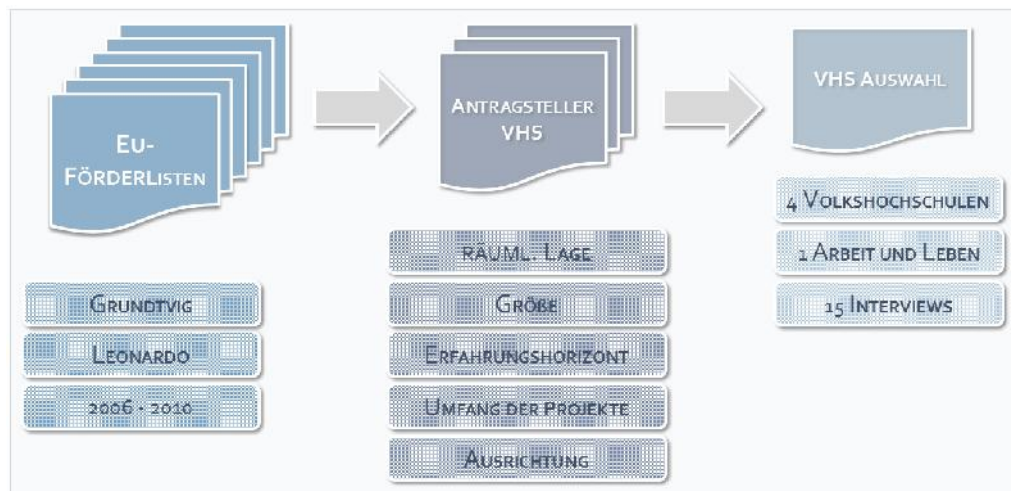 EU-
FÖRDERLISTEN
GRUNDTVIG
LEONARDO
2006 - 2010
ANTRAGSTELLER
VHS
RÄUML. LAGE
GRÖßE
ERFAHRUNGSHORIZONT
UMFANG DER PROJEKTE
AUSRICHTUNG
VHS AUSWAHL
4 VOLKSHOCHSCHULEN
1 ARBEIT UND LEBEN
15 INTERVIEWS